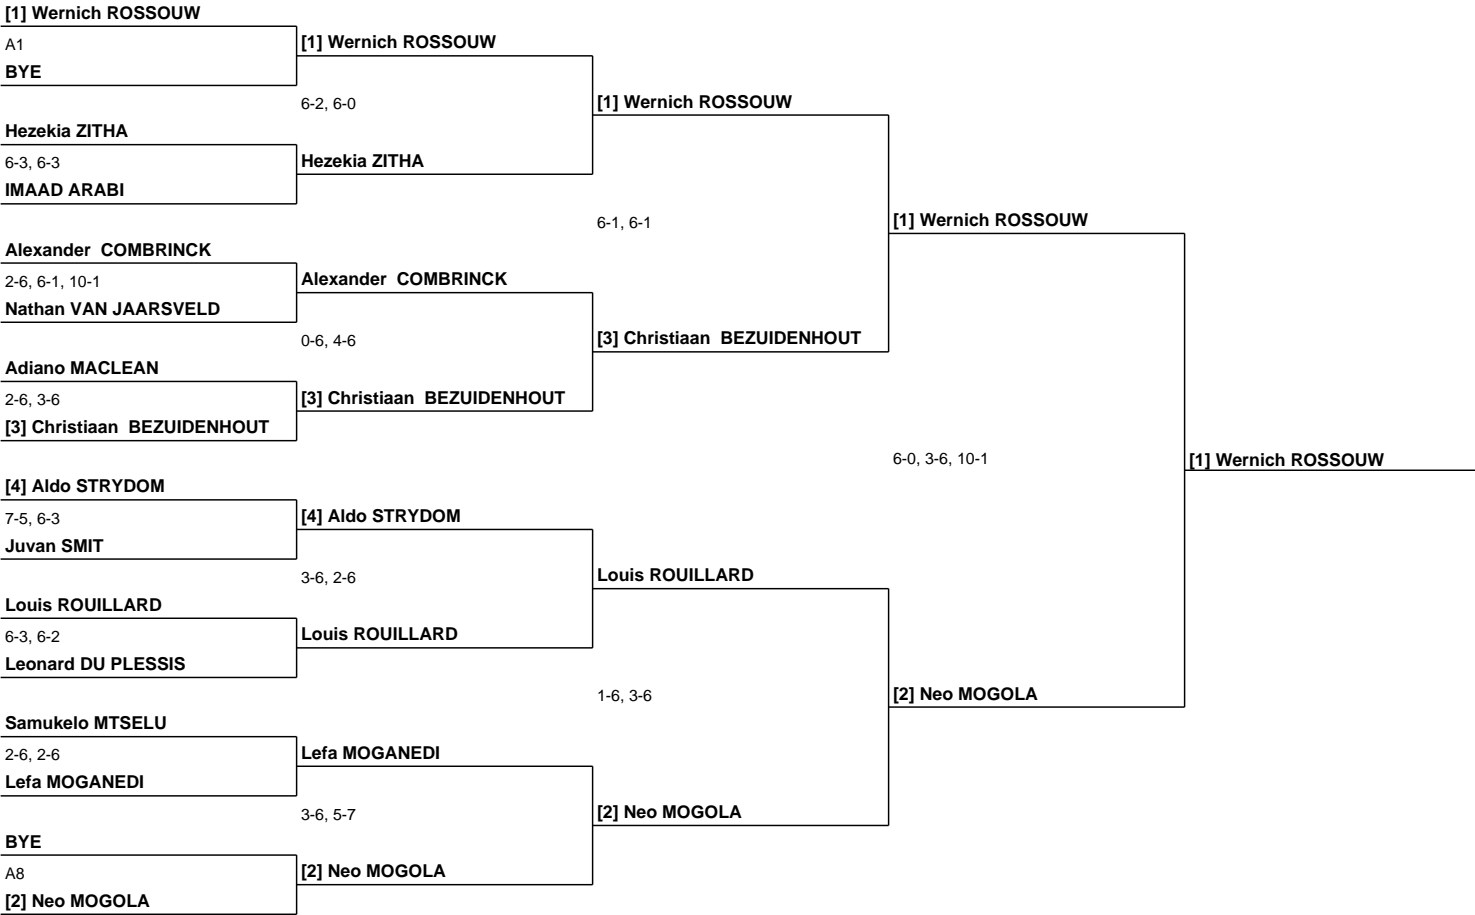 [1] Wernich ROSSOUW
A1
BYE
Hezekia ZITHA
6-3, 6-3
IMAAD ARABI
Alexander  COMBRINCK
2-6, 6-1, 10-1
Nathan VAN JAARSVELD
Adiano MACLEAN
2-6, 3-6
[3] Christiaan  BEZUIDENHOUT
[4] Aldo STRYDOM
7-5, 6-3
Juvan SMIT
Louis ROUILLARD
6-3, 6-2
Leonard DU PLESSIS
Samukelo MTSELU
2-6, 2-6
Lefa MOGANEDI
BYE
A8
[2] Neo MOGOLA
[1] Wernich ROSSOUW
6-2, 6-0
Hezekia ZITHA
Alexander  COMBRINCK
0-6, 4-6
[3] Christiaan  BEZUIDENHOUT
[4] Aldo STRYDOM
3-6, 2-6
Louis ROUILLARD
Lefa MOGANEDI
3-6, 5-7
[2] Neo MOGOLA
[1] Wernich ROSSOUW
6-1, 6-1
[3] Christiaan  BEZUIDENHOUT
Louis ROUILLARD
1-6, 3-6
[2] Neo MOGOLA
[1] Wernich ROSSOUW
6-0, 3-6, 10-1
[2] Neo MOGOLA
[1] Wernich ROSSOUW